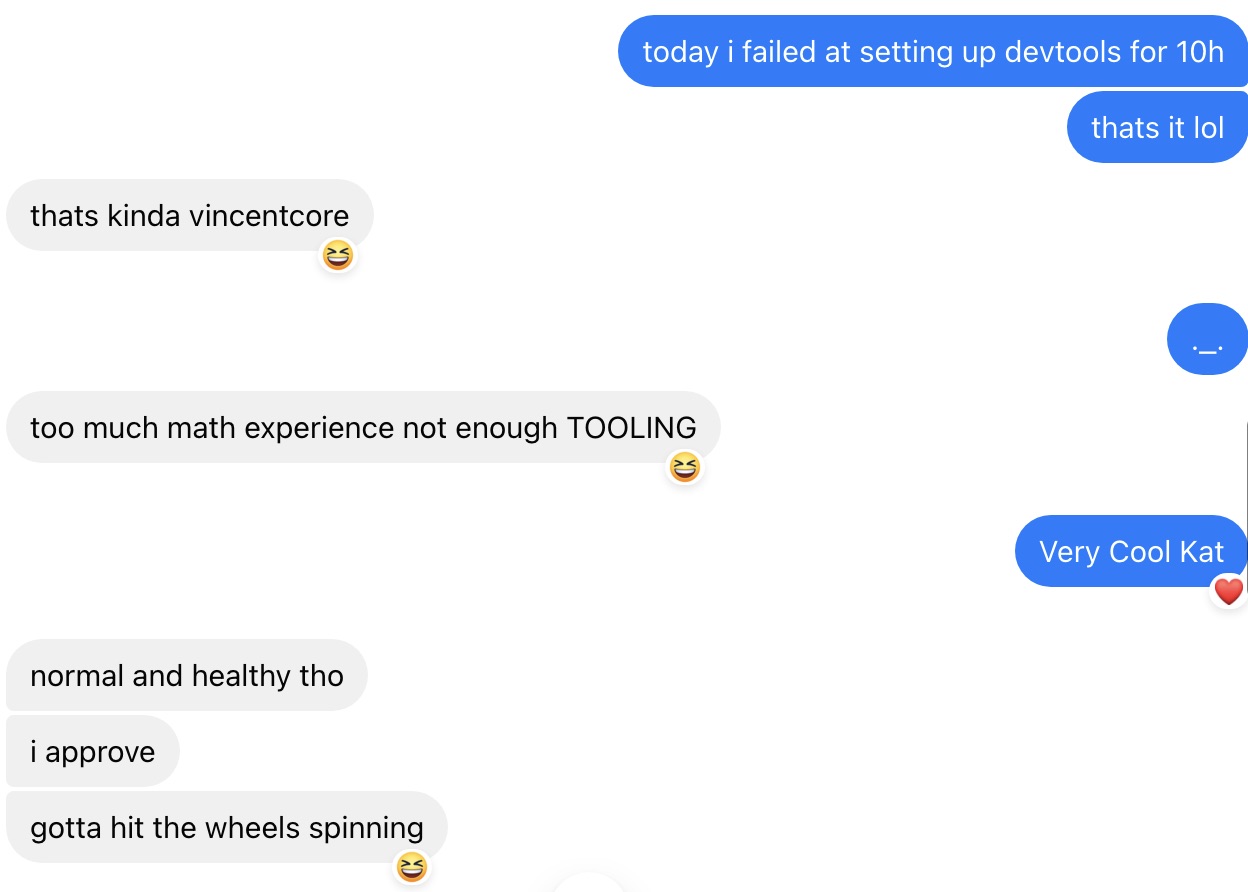 today i failed at setting up devtools for 10h
thats it lol
thats kinda vincentcore
._.
too much math experience not enough TOOLING
Very Cool Kat
normal and healthy tho
i approve
gotta hit the wheels spinning